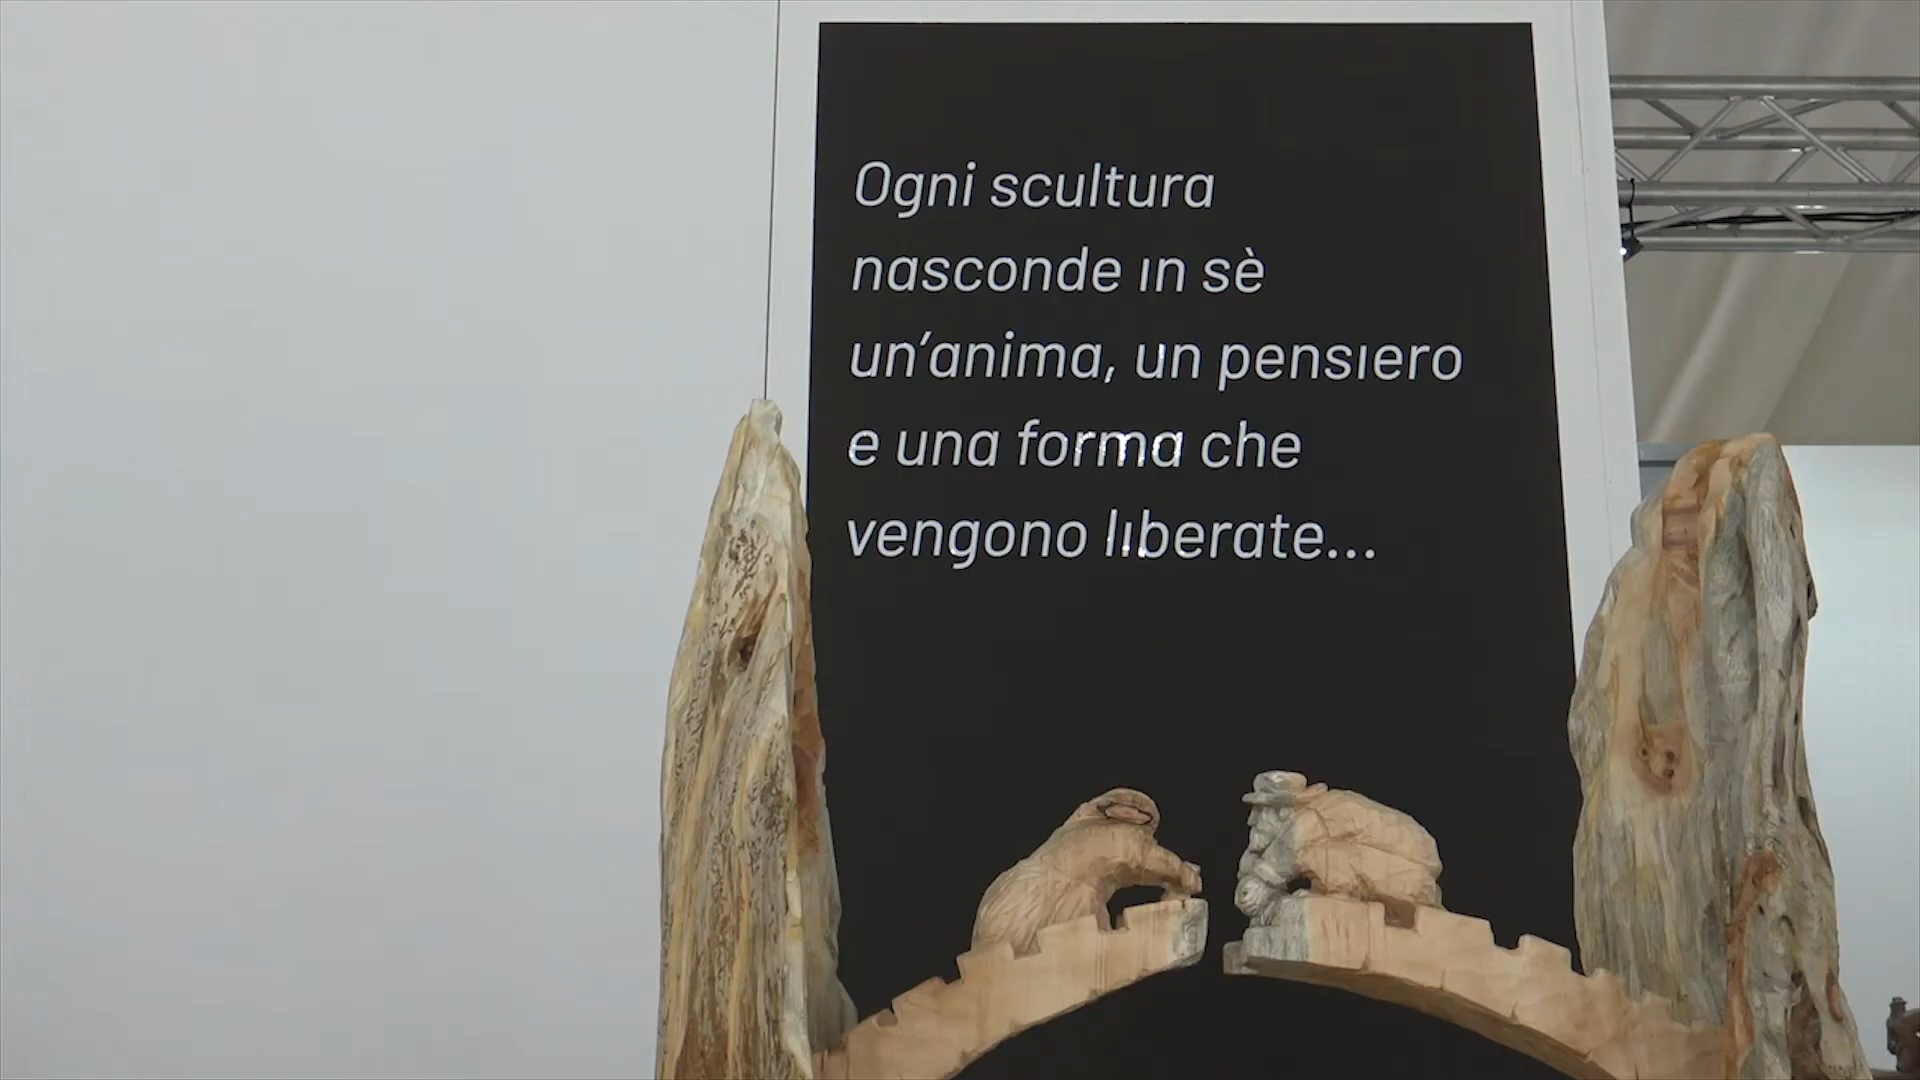 Ogni scultura
nasconde in sè
un'anima, un pensiero
e una forma che
vengono liberate...